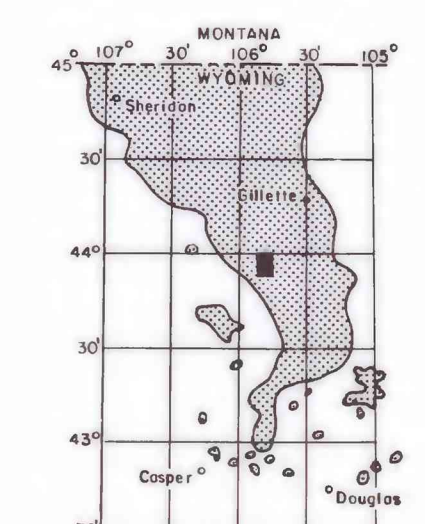 MONTANA
107° 30' 106° 30' 105°
45°
WYOMING
Sheridan
30'
Gillette
44°
30'
43°
Casper
Douglas